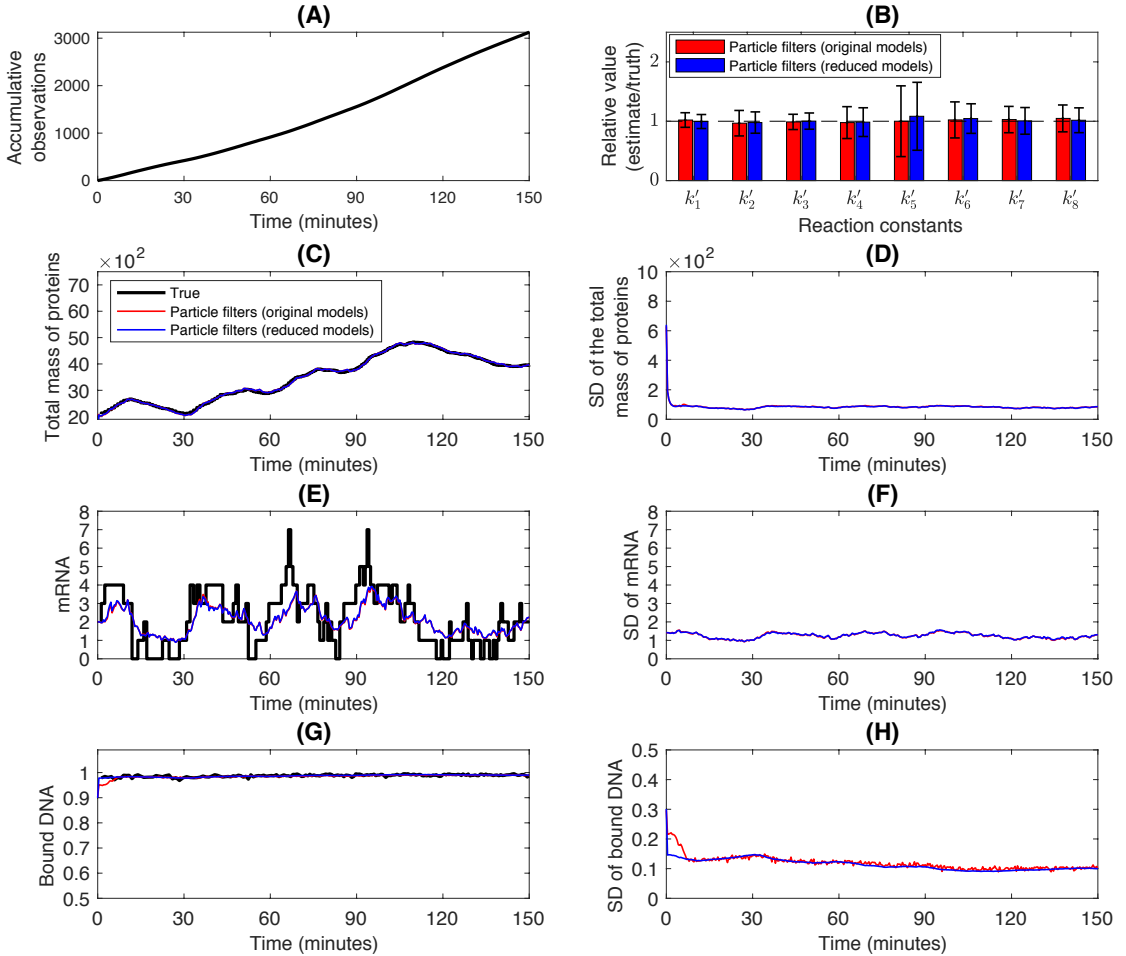 (A)
Accumulative observations
3000
2000
1000
0
0 30 60 90 120 150
Time (minutes)
(B)
Relative value (estimate/truth)
2
1
0
Particle filters (original models)
Particle filters (reduced models)
k′1 k′2 k′3 k′4 k′5 k′6 k′7 k′8
Reaction constants
(C)
×10²
Total mass of proteins
70
60
50
40
30
20
True
Particle filters (original models)
Particle filters (reduced models)
0 30 60 90 120 150
Time (minutes)
(D)
×10²
SD of the total mass of proteins
10
8
6
4
2
0
0 30 60 90 120 150
Time (minutes)
(E)
mRNA
8
7
6
5
4
3
2
1
0
0 30 60 90 120 150
Time (minutes)
(F)
SD of mRNA
8
7
6
5
4
3
2
1
0
0 30 60 90 120 150
Time (minutes)
(G)
Bound DNA
1
0.9
0.8
0.7
0.6
0.5
0 30 60 90 120 150
Time (minutes)
(H)
SD of bound DNA
0.5
0.4
0.3
0.2
0.1
0
0 30 60 90 120 150
Time (minutes)